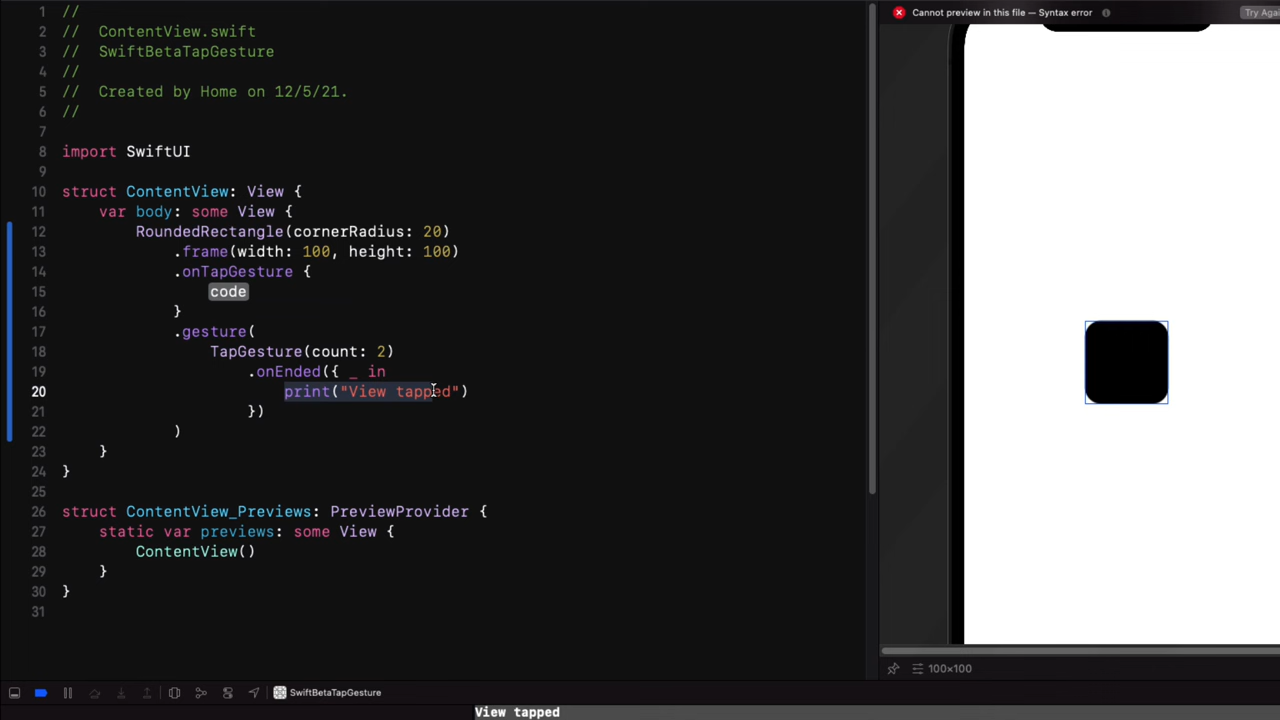 1 //
2 //  ContentView.swift
3 //  SwiftBetaTapGesture
4 //
5 //  Created by Home on 12/5/21.
6 //
7
8 import SwiftUI
9
10 struct ContentView: View {
11     var body: some View {
12         RoundedRectangle(cornerRadius: 20)
13             .frame(width: 100, height: 100)
14             .onTapGesture {
15                 code
16             }
17             .gesture(
18                 TapGesture(count: 2)
19                     .onEnded({ _ in
20                         print("View tapped")
21                     })
22             )
23     }
24 }
25
26 struct ContentView_Previews: PreviewProvider {
27     static var previews: some View {
28         ContentView()
29     }
30 }
31
Cannot preview in this file — Syntax error
Try Agai
100×100
SwiftBetaTapGesture
View tapped